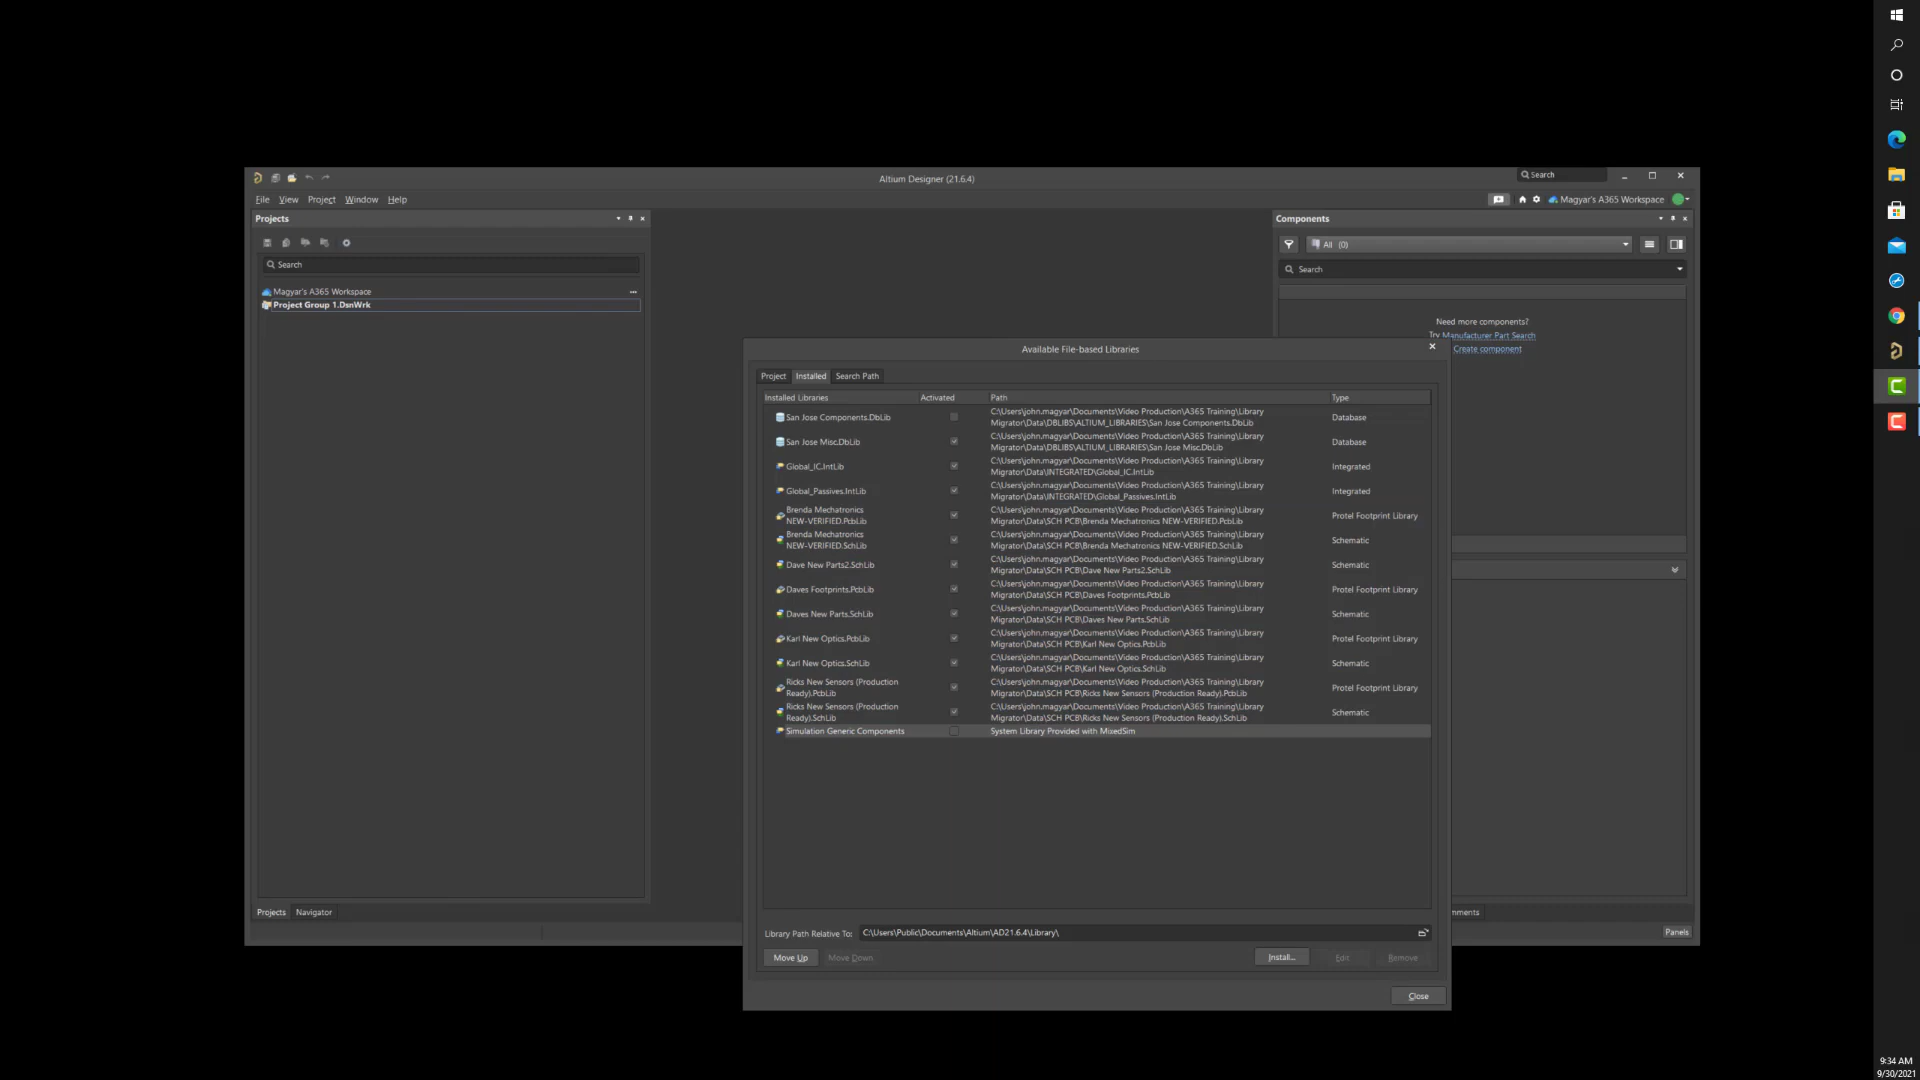 Altium Designer (21.6.4)
Search
File View Project Window Help
Magyar's A365 Workspace
Projects
Search
Magyar's A365 Workspace
Project Group 1.DsnWrk
Components
All (0)
Search
Need more components?
Try Manufacturer Part Search
Create component
Available File-based Libraries
Project Installed Search Path
Installed Libraries Activated Path Type
San Jose Components.DbLib C:\Users\john.magyar\Documents\Video Production\A365 Training\Library Database
Migrator\Data\DBLIBS\ALTIUM_LIBRARIES\San Jose Components.DbLib
San Jose Misc.DbLib C:\Users\john.magyar\Documents\Video Production\A365 Training\Library Database
Migrator\Data\DBLIBS\ALTIUM_LIBRARIES\San Jose Misc.DbLib
Global_IC.IntLib C:\Users\john.magyar\Documents\Video Production\A365 Training\Library Integrated
Migrator\Data\INTEGRATED\Global_IC.IntLib
Global_Passives.IntLib C:\Users\john.magyar\Documents\Video Production\A365 Training\Library Integrated
Migrator\Data\INTEGRATED\Global_Passives.IntLib
Brenda Mechatronics C:\Users\john.magyar\Documents\Video Production\A365 Training\Library Protel Footprint Library
NEW-VERIFIED.PcbLib Migrator\Data\SCH PCB\Brenda Mechatronics NEW-VERIFIED.PcbLib
Brenda Mechatronics C:\Users\john.magyar\Documents\Video Production\A365 Training\Library Schematic
NEW-VERIFIED.SchLib Migrator\Data\SCH PCB\Brenda Mechatronics NEW-VERIFIED.SchLib
Dave New Parts2.SchLib C:\Users\john.magyar\Documents\Video Production\A365 Training\Library Schematic
Migrator\Data\SCH PCB\Dave New Parts2.SchLib
Daves Footprints.PcbLib C:\Users\john.magyar\Documents\Video Production\A365 Training\Library Protel Footprint Library
Migrator\Data\SCH PCB\Daves Footprints.PcbLib
Daves New Parts.SchLib C:\Users\john.magyar\Documents\Video Production\A365 Training\Library Schematic
Migrator\Data\SCH PCB\Daves New Parts.SchLib
Karl New Optics.PcbLib C:\Users\john.magyar\Documents\Video Production\A365 Training\Library Protel Footprint Library
Migrator\Data\SCH PCB\Karl New Optics.PcbLib
Karl New Optics.SchLib C:\Users\john.magyar\Documents\Video Production\A365 Training\Library Schematic
Migrator\Data\SCH PCB\Karl New Optics.SchLib
Ricks New Sensors (Production C:\Users\john.magyar\Documents\Video Production\A365 Training\Library Protel Footprint Library
Ready).PcbLib Migrator\Data\SCH PCB\Ricks New Sensors (Production Ready).PcbLib
Ricks New Sensors (Production C:\Users\john.magyar\Documents\Video Production\A365 Training\Library Schematic
Ready).SchLib Migrator\Data\SCH PCB\Ricks New Sensors (Production Ready).SchLib
Simulation Generic Components System Library Provided with MixedSim
Library Path Relative To: C:\Users\Public\Documents\Altium\AD21.6.4\Library\
Move Up Move Down Install... Edit Remove
Close
Projects Navigator
mments
Panels
9:34 AM
9/30/2021